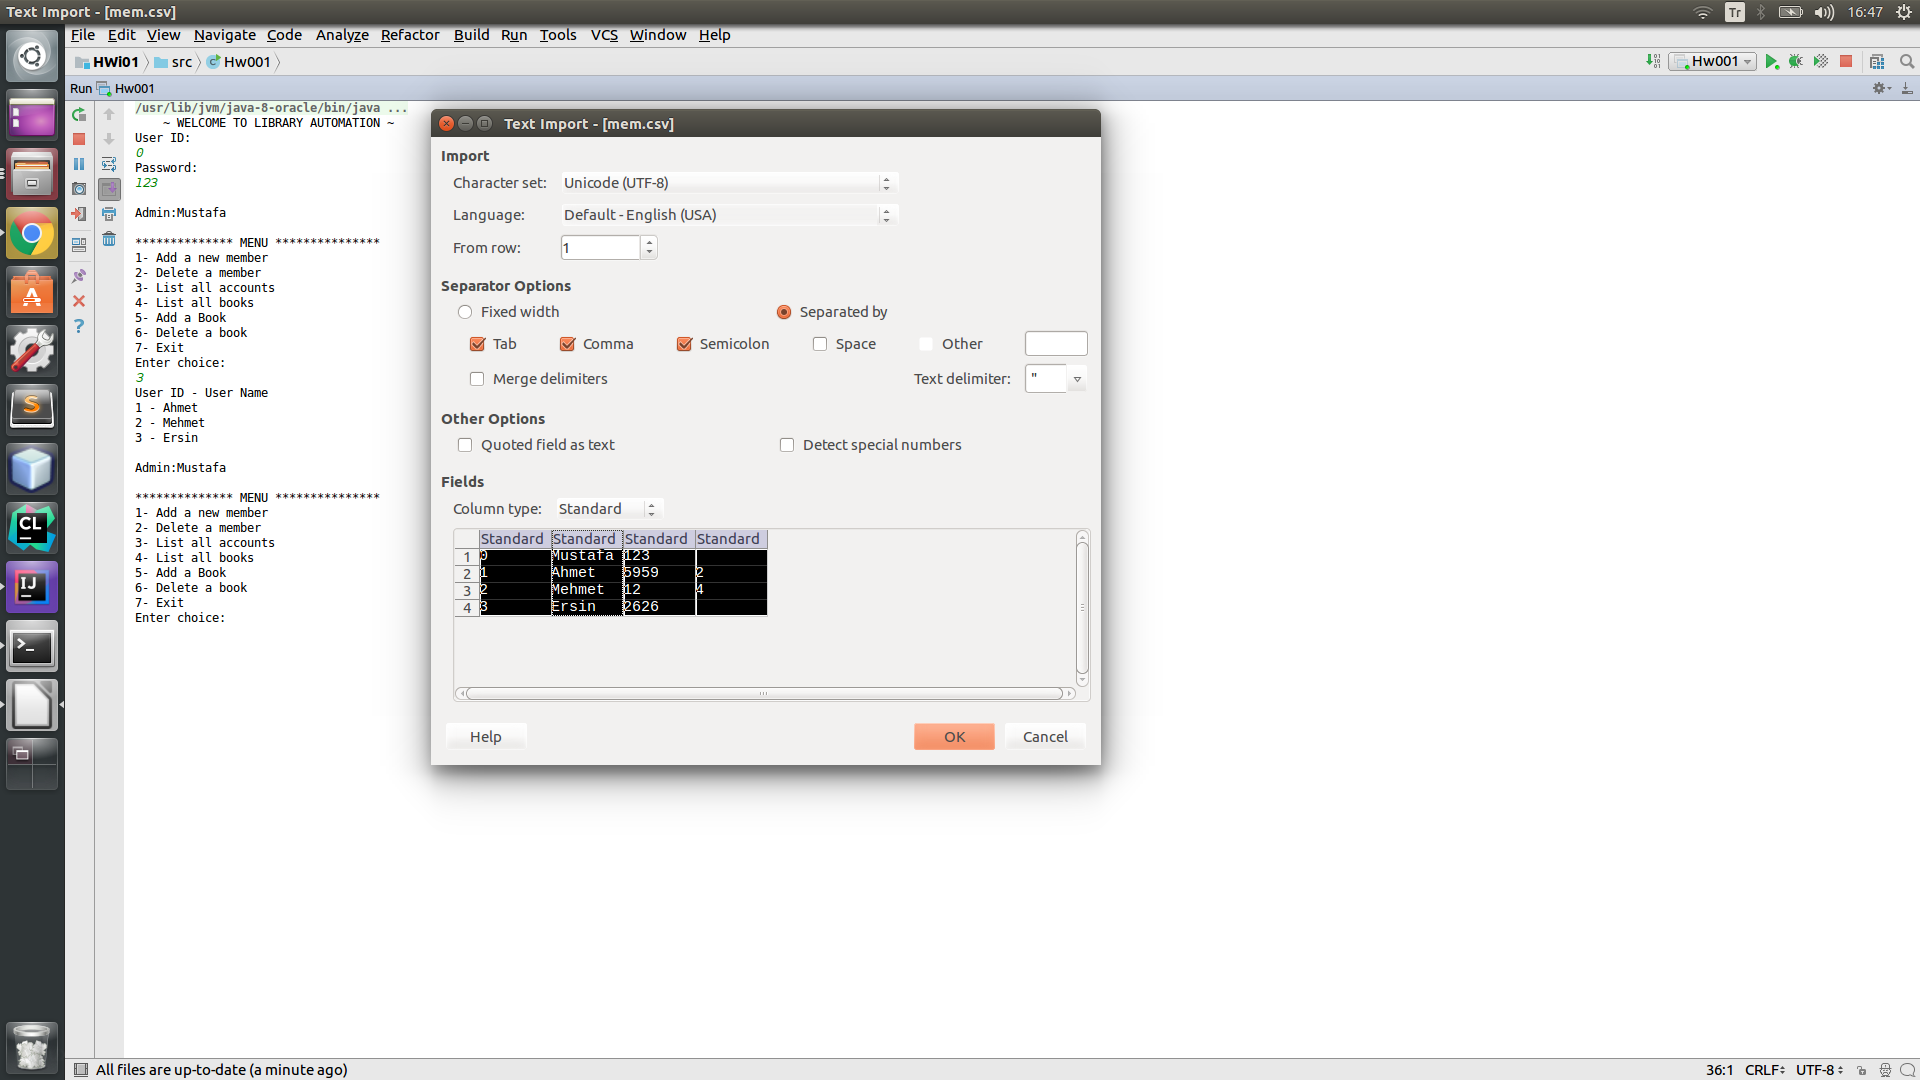 Text Import - [mem.csv]
Tr
16:47
File Edit View Navigate Code Analyze Refactor Build Run Tools VCS Window Help
HWi01 src Hw001
Hw001
Run Hw001
/usr/lib/jvm/java-8-oracle/bin/java ...
~ WELCOME TO LIBRARY AUTOMATION ~
User ID:
0
Password:
123
Admin:Mustafa
************** MENU ***************
1- Add a new member
2- Delete a member
3- List all accounts
4- List all books
5- Add a Book
6- Delete a book
7- Exit
Enter choice:
3
User ID - User Name
1 - Ahmet
2 - Mehmet
3 - Ersin
Admin:Mustafa
************** MENU ***************
1- Add a new member
2- Delete a member
3- List all accounts
4- List all books
5- Add a Book
6- Delete a book
7- Exit
Enter choice:
Text Import - [mem.csv]
Import
Character set: Unicode (UTF-8)
Language: Default - English (USA)
From row: 1
Separator Options
Fixed width Separated by
Tab Comma Semicolon Space Other
Merge delimiters Text delimiter: "
Other Options
Quoted field as text Detect special numbers
Fields
Column type: Standard
Standard Standard Standard Standard
1 0 Mustafa 123
2 1 Ahmet 5959 2
3 2 Mehmet 12 4
4 3 Ersin 2626
Help OK Cancel
CL
IJ
All files are up-to-date (a minute ago)
36:1 CRLF UTF-8